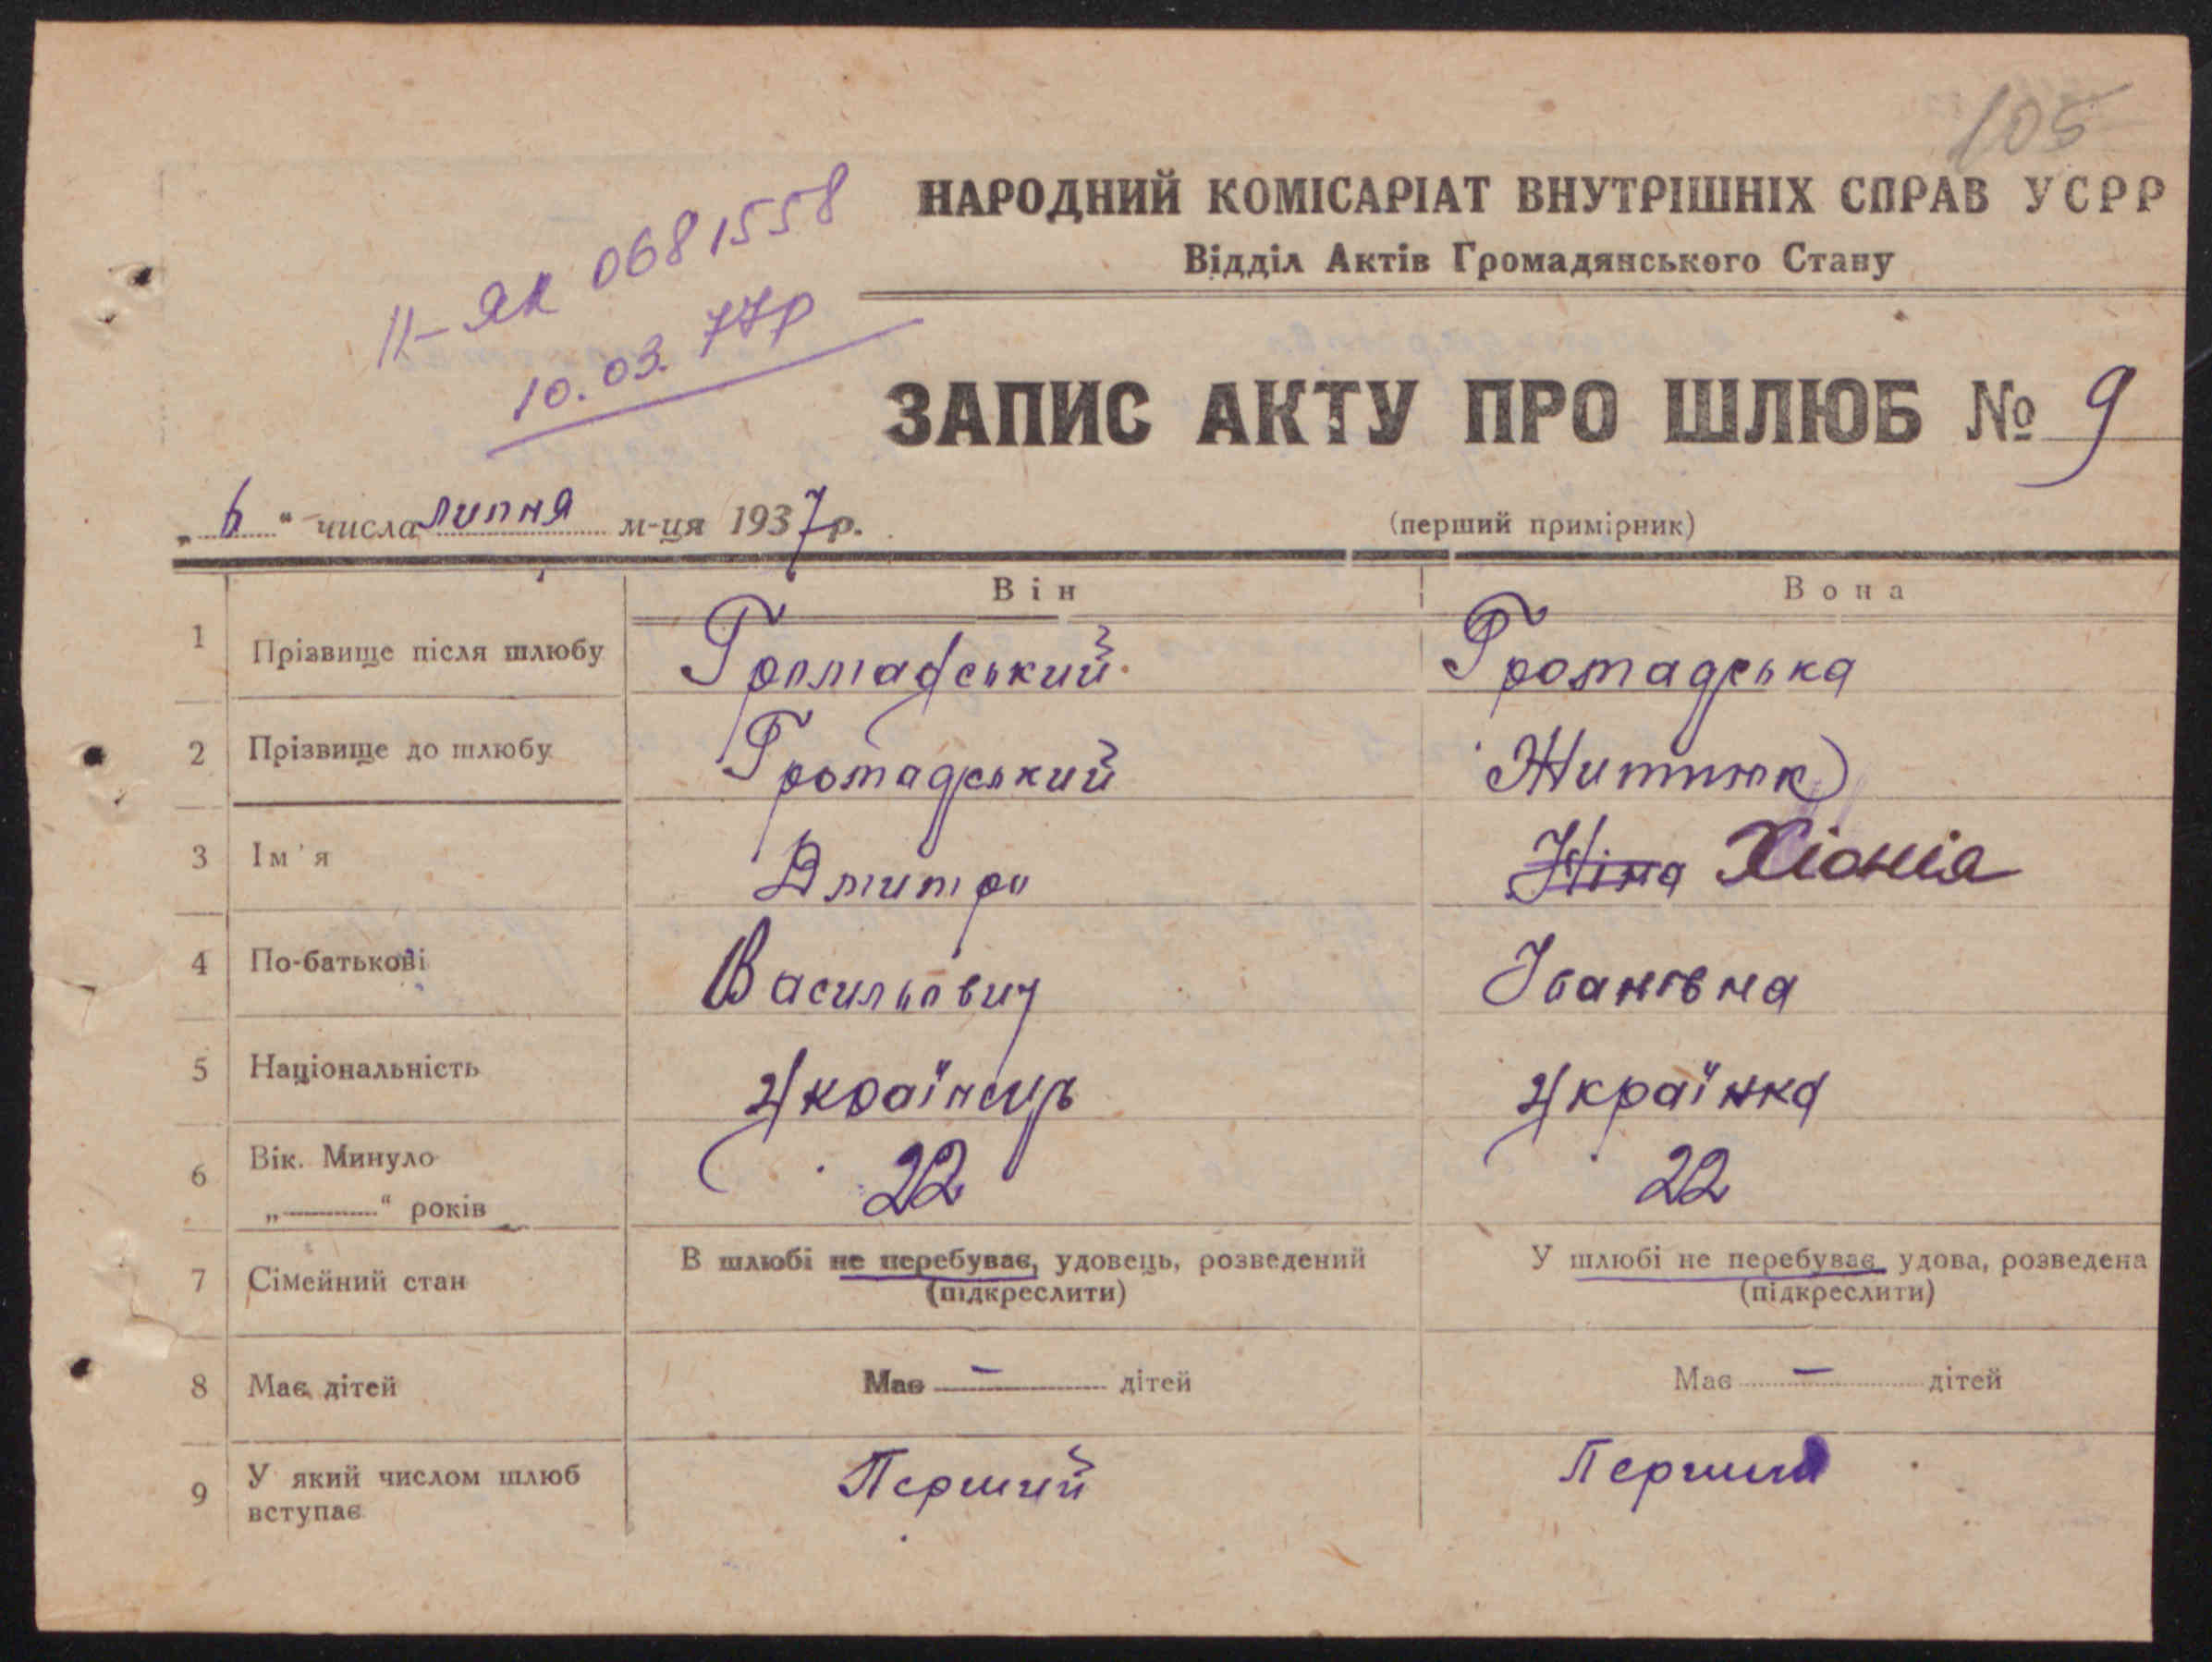 105
НАРОДНИЙ КОМІСАРІАТ ВНУТРІШНІХ СПРАВ УСРР
Відділ Актів Громадянського Стану
II-ЯК 0681558
10.03.77р
ЗАПИС АКТУ ПРО ШЛЮБ № 9
„6“ числа липня м-ця 1937р.
(перший примірник)
Він Вона
1 Прізвище після шлюбу Громадський Громадська
2 Прізвище до шлюбу Громадський Житнюк
3 Ім'я Дмитро Ніна Хіонія
4 По-батькові Васильович Іванівна
5 Національність Українець Українка
6 Вік. Минуло
„ “ років 22 22
7 Сімейний стан В шлюбі не перебуває, удовець, розведений У шлюбі не перебуває удова, розведена
(підкреслити) (підкреслити)
8 Має дітей Має — дітей Має — дітей
9 У який числом шлюб
вступає Перший Перший